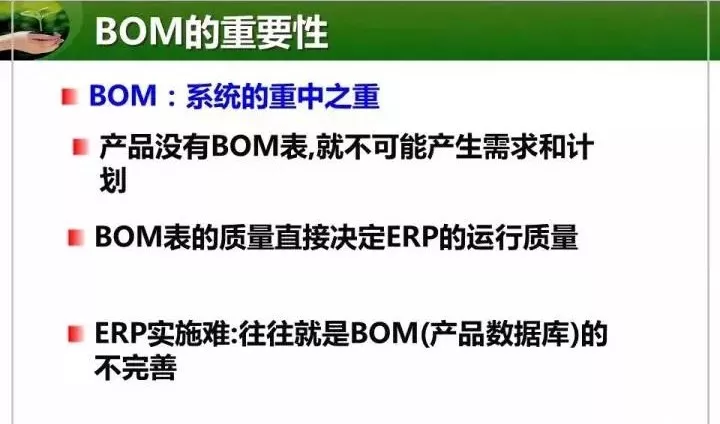 BOM的重要性
BOM：系统的重中之重
产品没有BOM表,就不可能产生需求和计
划
BOM表的质量直接决定ERP的运行质量
ERP实施难:往往就是BOM(产品数据库)的
不完善